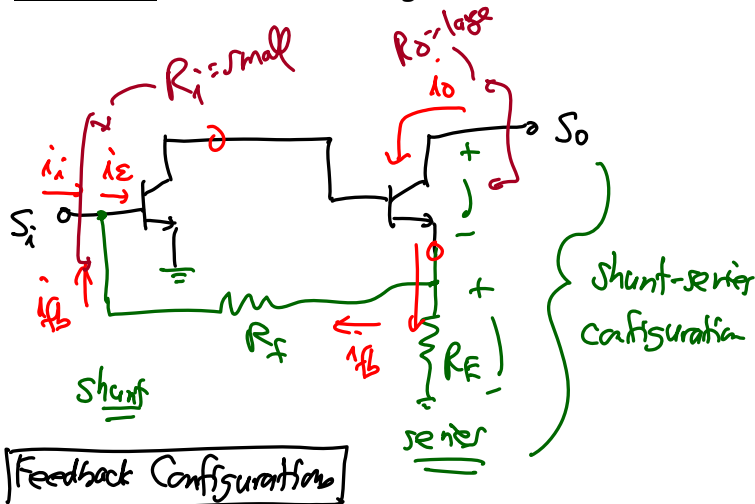 Ri=small
Ro=large
io
So
ii
iε
Si
ifb
Rf
ifb
RE
+
-
+
-
shunt
series
shunt-series
configuration
Feedback Configurations